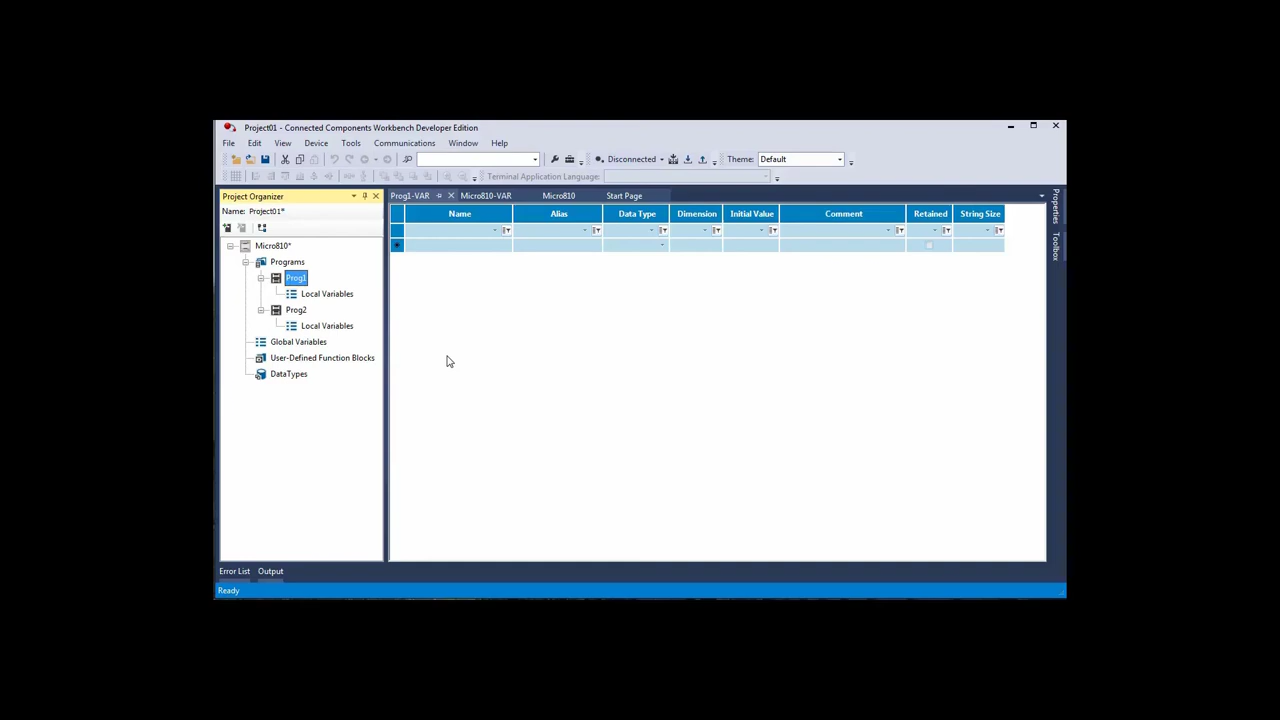 Project01 - Connected Components Workbench Developer Edition
File Edit View Device Tools Communications Window Help
Disconnected Theme: Default
Terminal Application Language:
Project Organizer
Name: Project01*
Micro810*
Programs
Prog1
Local Variables
Prog2
Local Variables
Global Variables
User-Defined Function Blocks
DataTypes
Prog1-VAR Micro810-VAR Micro810 Start Page
Name Alias Data Type Dimension Initial Value Comment Retained String Size
Properties
Toolbox
Error List Output
Ready